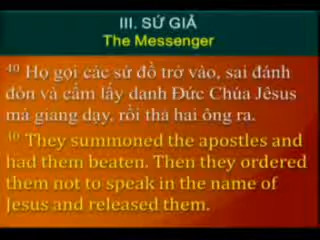 III. SỨ GIẢ
The Messenger
40 Họ gọi các sứ đồ trở vào, sai đánh
đòn và cấm lấy danh Đức Chúa Jêsus
mà giảng dạy, rồi tha hai ông ra.
40 They summoned the apostles and
had them beaten. Then they ordered
them not to speak in the name of
Jesus and released them.